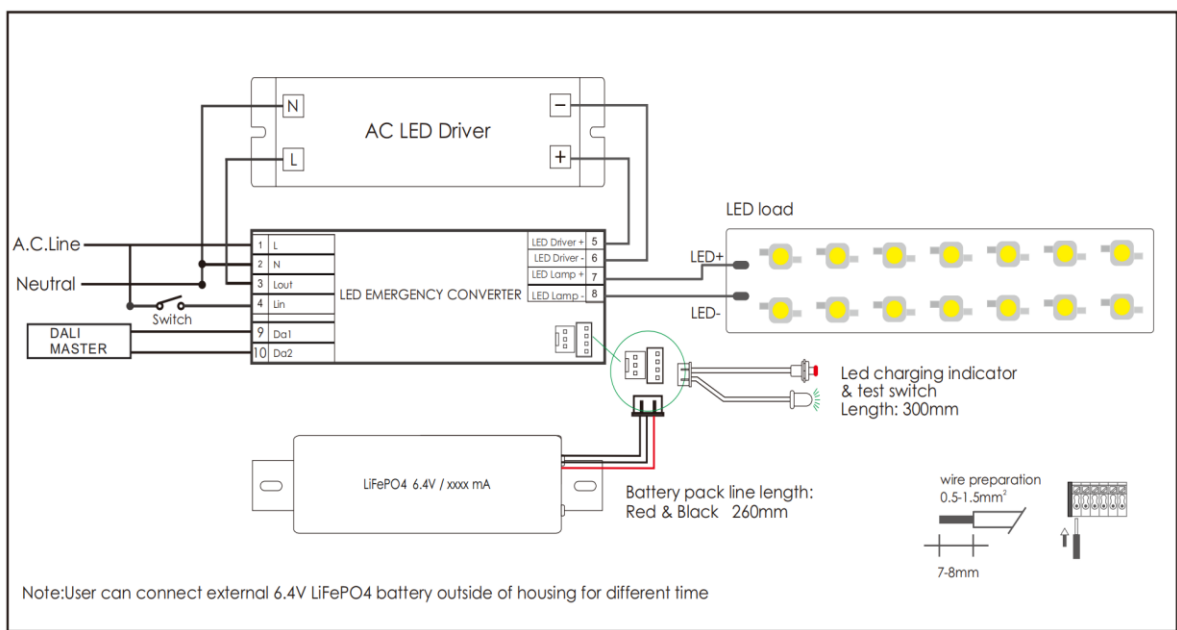 N
−
AC LED Driver
L
+
A.C.Line
Neutral
Switch
DALI
MASTER
1 L
2 N
3 Lout
4 Lin
9 Da1
10 Da2
LED EMERGENCY CONVERTER
LED Driver + 5
LED Driver - 6
LED Lamp + 7
LED Lamp - 8
LED load
LED+
LED-
Led charging indicator
& test switch
Length: 300mm
LiFePO4 6.4V / xxxx mA
Battery pack line length:
Red & Black 260mm
wire preparation
0.5-1.5mm²
7-8mm
Note:User can connect external 6.4V LiFePO4 battery outside of housing for different time